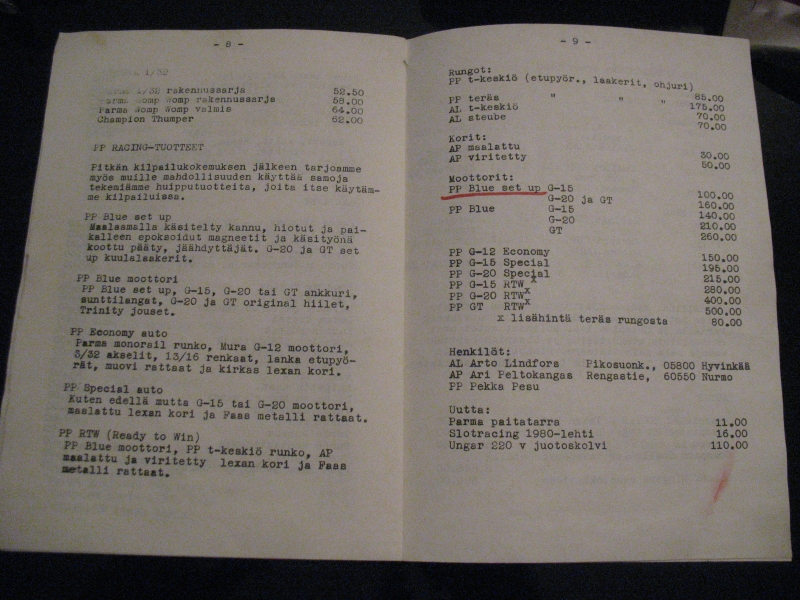 - 8 -
1/32
1/32 rakennussarja 52.50
Parma Womp Womp rakennussarja 58.00
Parma Womp Womp valmis 64.00
Champion Thumper 62.00
PP RACING-TUOTTEET
Pitkän kilpailukokemuksen jälkeen tarjoamme
myös muille mahdollisuuden käyttää samoja
tekemiämme huipputuotteita, joita itse käytäm-
me kilpailuissa.
PP Blue set up
Maalaamalla käsitelty kannu, hiotut ja pai-
kalleen epoksoidut magneetit ja käsityönä
koottu pääty, jäähdyttäjät. G-20 ja GT set
up kuulalaakerit.
PP Blue moottori
PP Blue set up, G-15, G-20 tai GT ankkuri,
sunttilangat, G-20 ja GT original hiilet,
Trinity jouset.
PP Economy auto
Parma monorail runko, Mura G-12 moottori,
3/32 akselit, 13/16 renkaat, lanka etupyö-
rät, muovi rattaat ja kirkas lexan kori.
PP Special auto
Kuten edellä mutta G-15 tai G-20 moottori,
maalattu lexan kori ja Fass metalli rattaat.
PP RTW (Ready to Win)
PP Blue moottori, PP t-keskiö runko, AP
maalattu ja viritetty lexan kori ja Fass
metalli rattaat.
- 9 -
Rungot:
PP t-keskiö (etupyör., laakerit, ohjuri)
85.00
PP teräs " " " 175.00
AL t-keskiö 70.00
AL steube 70.00
Korit:
AP maalattu 30.00
AP viritetty 50.00
Moottorit:
PP Blue set up G-15 100.00
G-20 ja GT 160.00
PP Blue G-15 140.00
G-20 210.00
GT 260.00
PP G-12 Economy 150.00
PP G-15 Special 195.00
PP G-20 Special 215.00
PP G-15 RTWx 280.00
PP G-20 RTWx 400.00
PP GT RTWx 500.00
x lisähintä teräs rungosta 80.00
Henkilöt:
AL Arto Lindfors Pikosuonk., 05800 Hyvinkää
AP Ari Peltokangas Rengastie, 60550 Nurmo
PP Pekka Pesu
Uutta:
Parma paitatarra 11.00
Slotracing 1980-lehti 16.00
Ungar 220 v juotoskolvi 110.00